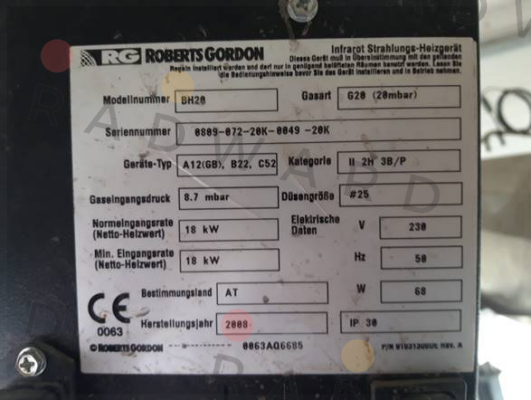 RG ROBERTS GORDON
Infrarot Strahlungs-Heizgerät
Dieses Gerät muß in Übereinstimmung mit den geltenden
Regeln installiert werden und darf nur in genügend belüfteten Räumen benutzt werden. Lesen Sie
die Bedienungshinweise bevor Sie das Gerät installieren und in Betrieb nehmen.
Modellnummer BH20 Gasart G20 (20mbar)
Seriennummer 0809-072-20K-0049 -20K
Geräte-Typ A12(GB), B22, C52 Kategorie II 2H 3B/P
Gaseingangsdruck 8.7 mbar Düsengröße #25
Normeingangsrate (Netto-Heizwert) 18 kW Elektrische Daten V 230
Min. Eingangsrate (Netto-Heizwert) 18 kW Hz 50
Bestimmungsland AT W 68
CE 0063
Herstellungsjahr 2008 IP 30
© ROBERTS GORDON 0063AQ6685 P/N
RADWARD
RADWARD